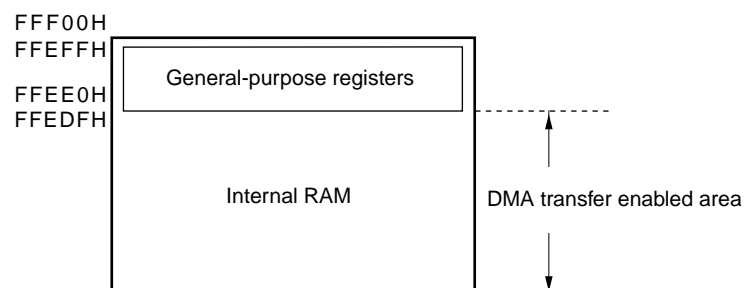 FFF00H
FFEFFH
General-purpose registers
FFEE0H
FFEDFH
Internal RAM
DMA transfer enabled area